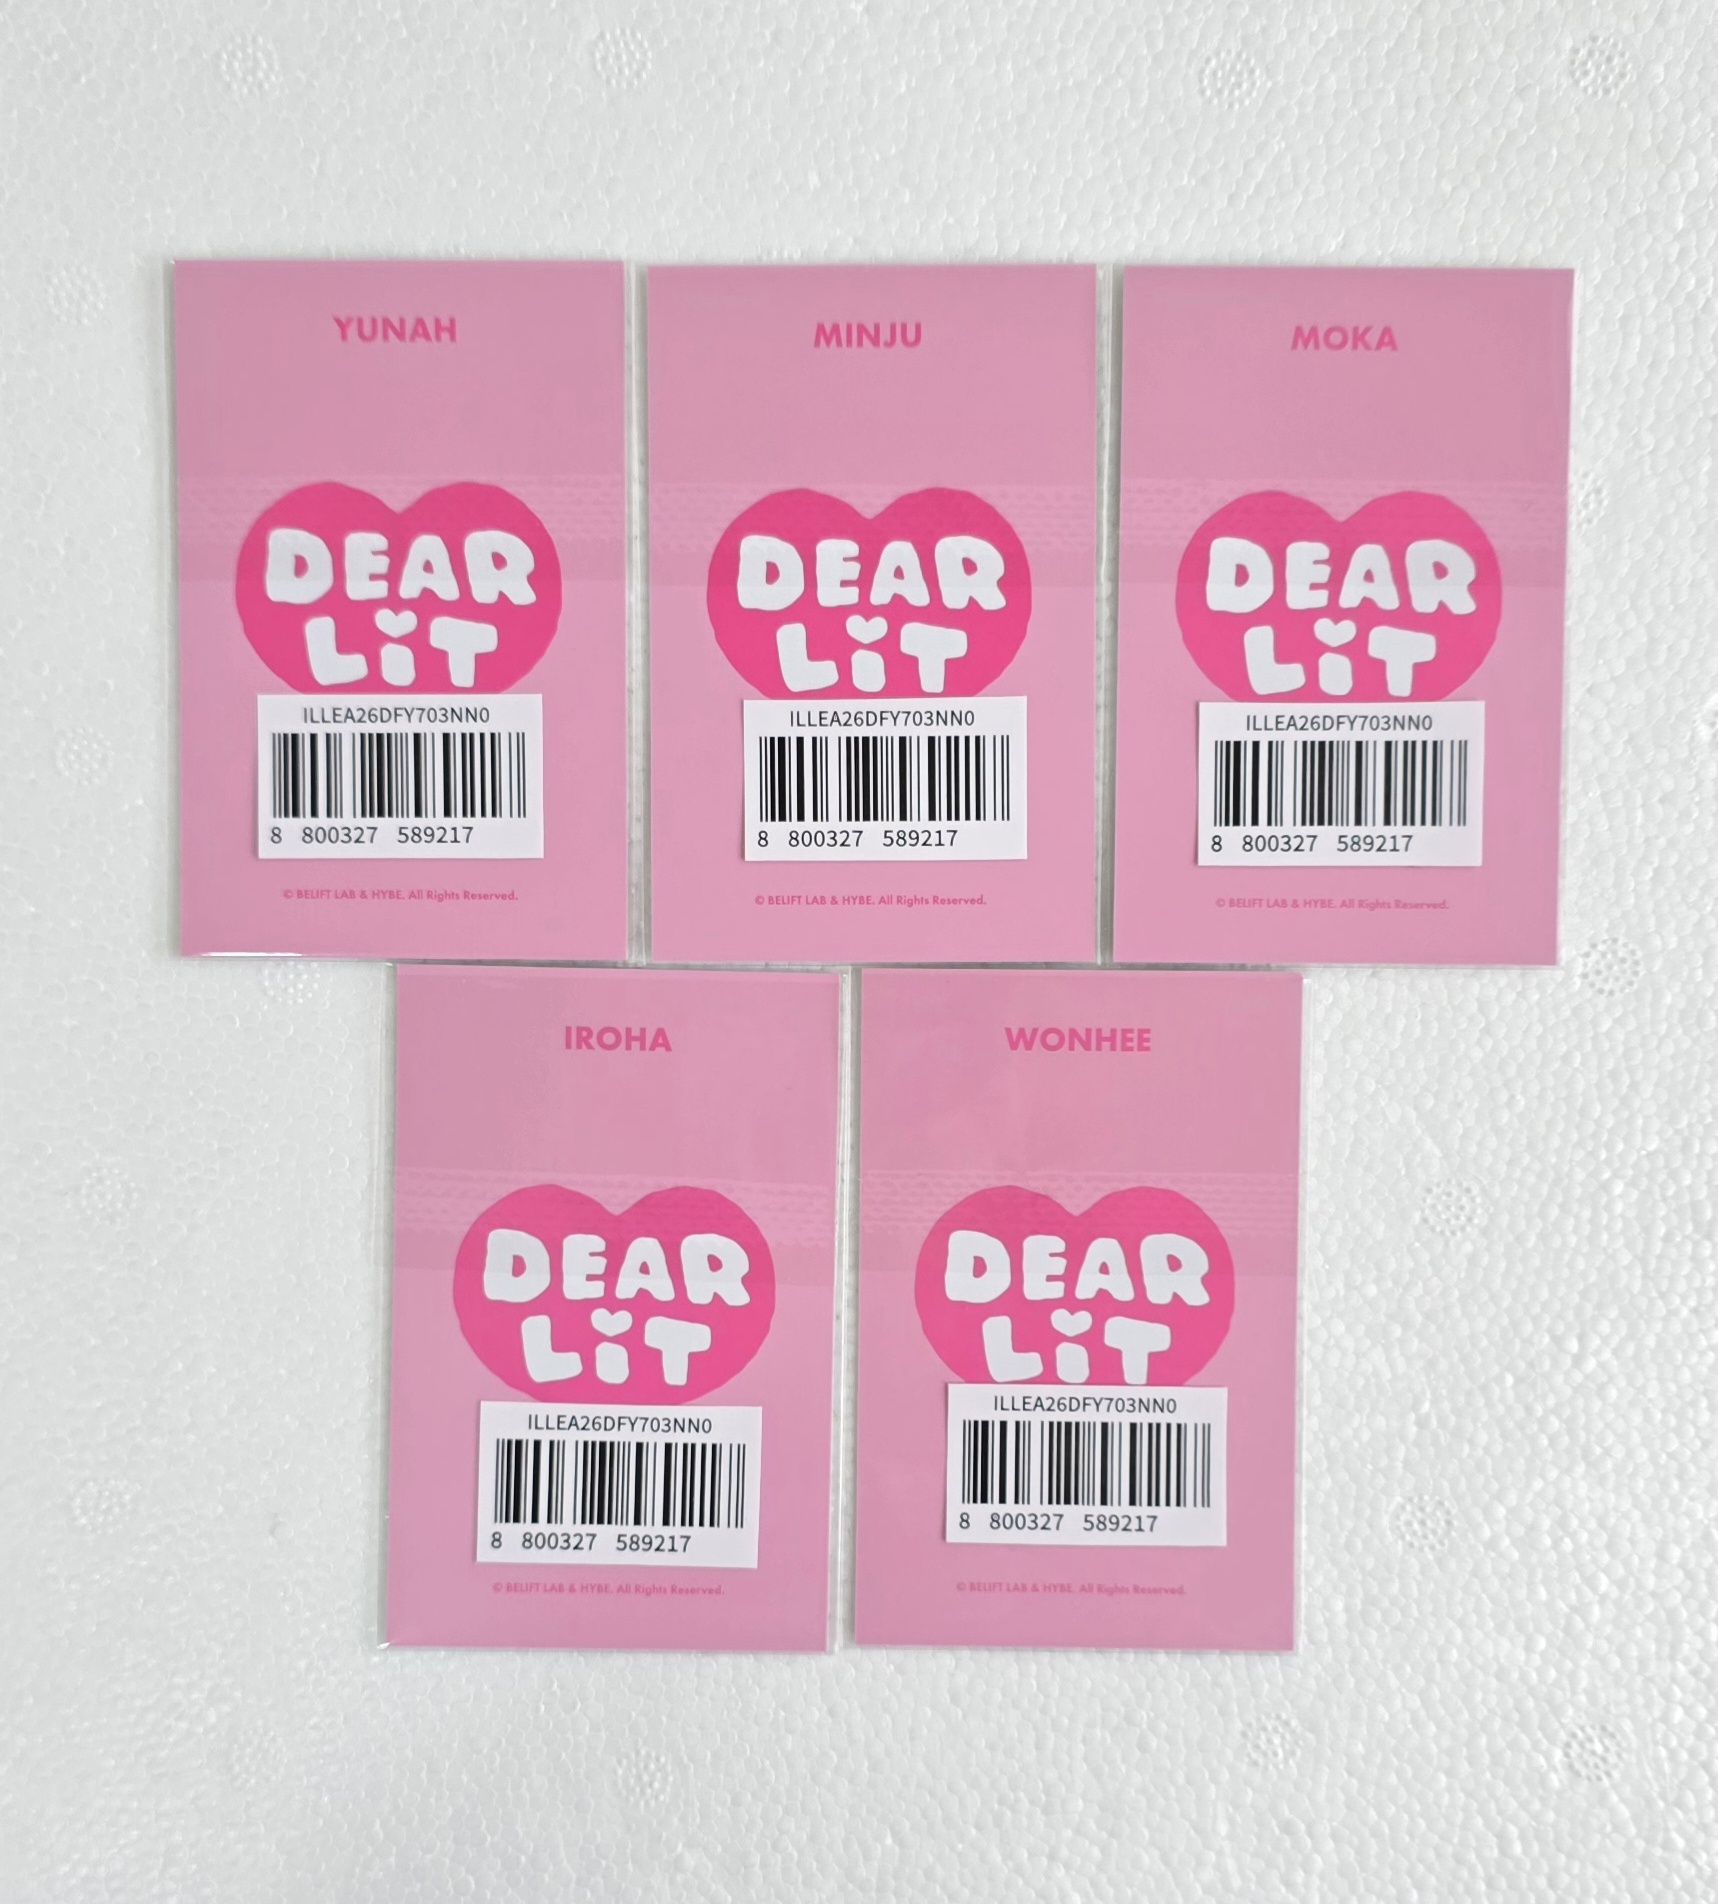 YUNAH
DEAR
LiT
ILLEA26DFY703NN0
8 800327 589217
© BELIFT LAB & HYBE. All Rights Reserved.
MINJU
DEAR
LiT
ILLEA26DFY703NN0
8 800327 589217
© BELIFT LAB & HYBE. All Rights Reserved.
MOKA
DEAR
LiT
ILLEA26DFY703NN0
8 800327 589217
© BELIFT LAB & HYBE. All Rights Reserved.
IROHA
DEAR
LiT
ILLEA26DFY703NN0
8 800327 589217
© BELIFT LAB & HYBE. All Rights Reserved.
WONHEE
DEAR
LiT
ILLEA26DFY703NN0
8 800327 589217
© BELIFT LAB & HYBE. All Rights Reserved.